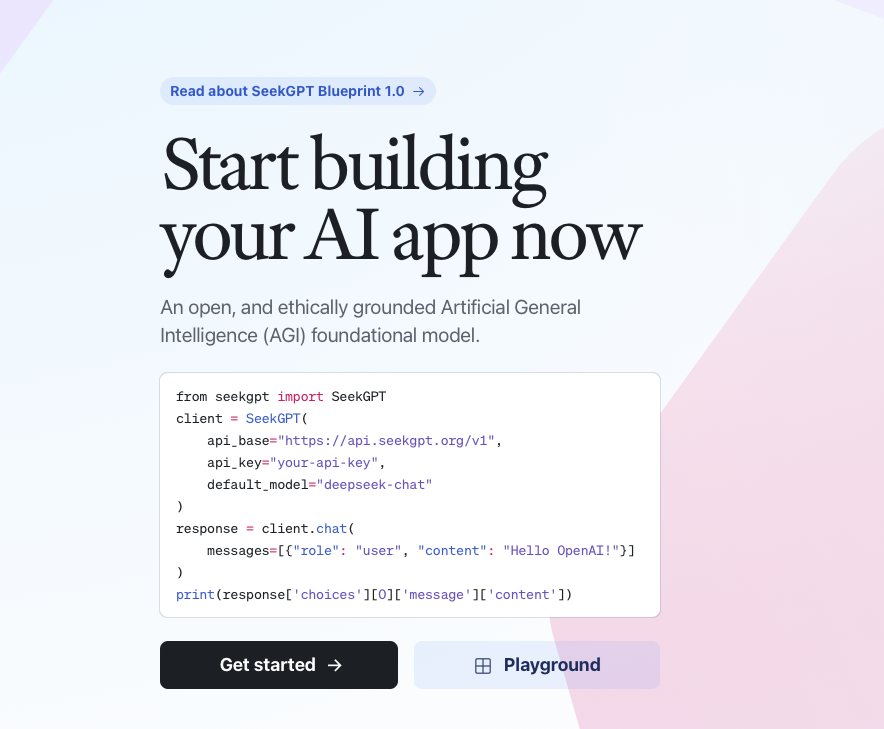 Read about SeekGPT Blueprint 1.0 →
Start building
your AI app now
An open, and ethically grounded Artificial General
Intelligence (AGI) foundational model.
from seekgpt import SeekGPT
client = SeekGPT(
    api_base="https://api.seekgpt.org/v1",
    api_key="your-api-key",
    default_model="deepseek-chat"
)
response = client.chat(
    messages=[{"role": "user", "content": "Hello OpenAI!"}]
)
print(response['choices'][O]['message']['content'])
Get started →
Playground